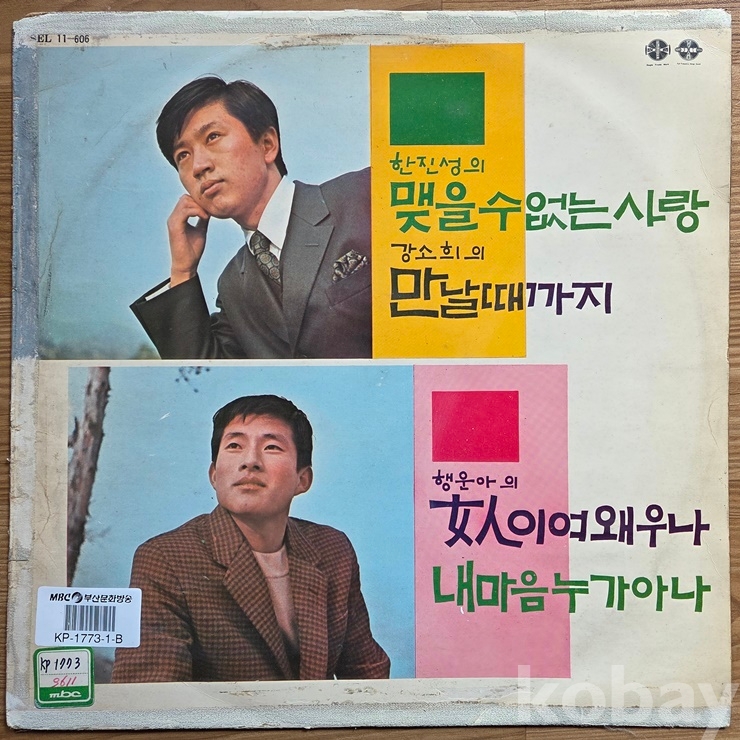 SEL 11-606
한진성의
맺을 수 없는 사랑
강소희의
만날때까지
행운아의
女人이여 왜 우나
내 마음 누가 아나
MBC 부산문화방송
KP-1773-1-B
KP 1773
3611
mbc
kobay